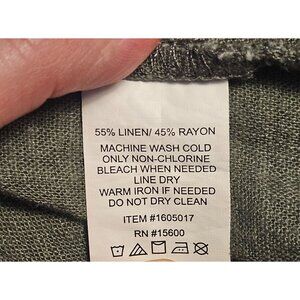 55% LINEN/ 45% RAYON
MACHINE WASH COLD
ONLY NON-CHLORINE
BLEACH WHEN NEEDED
LINE DRY
WARM IRON IF NEEDED
DO NOT DRY CLEAN
ITEM #1605017
RN #15600